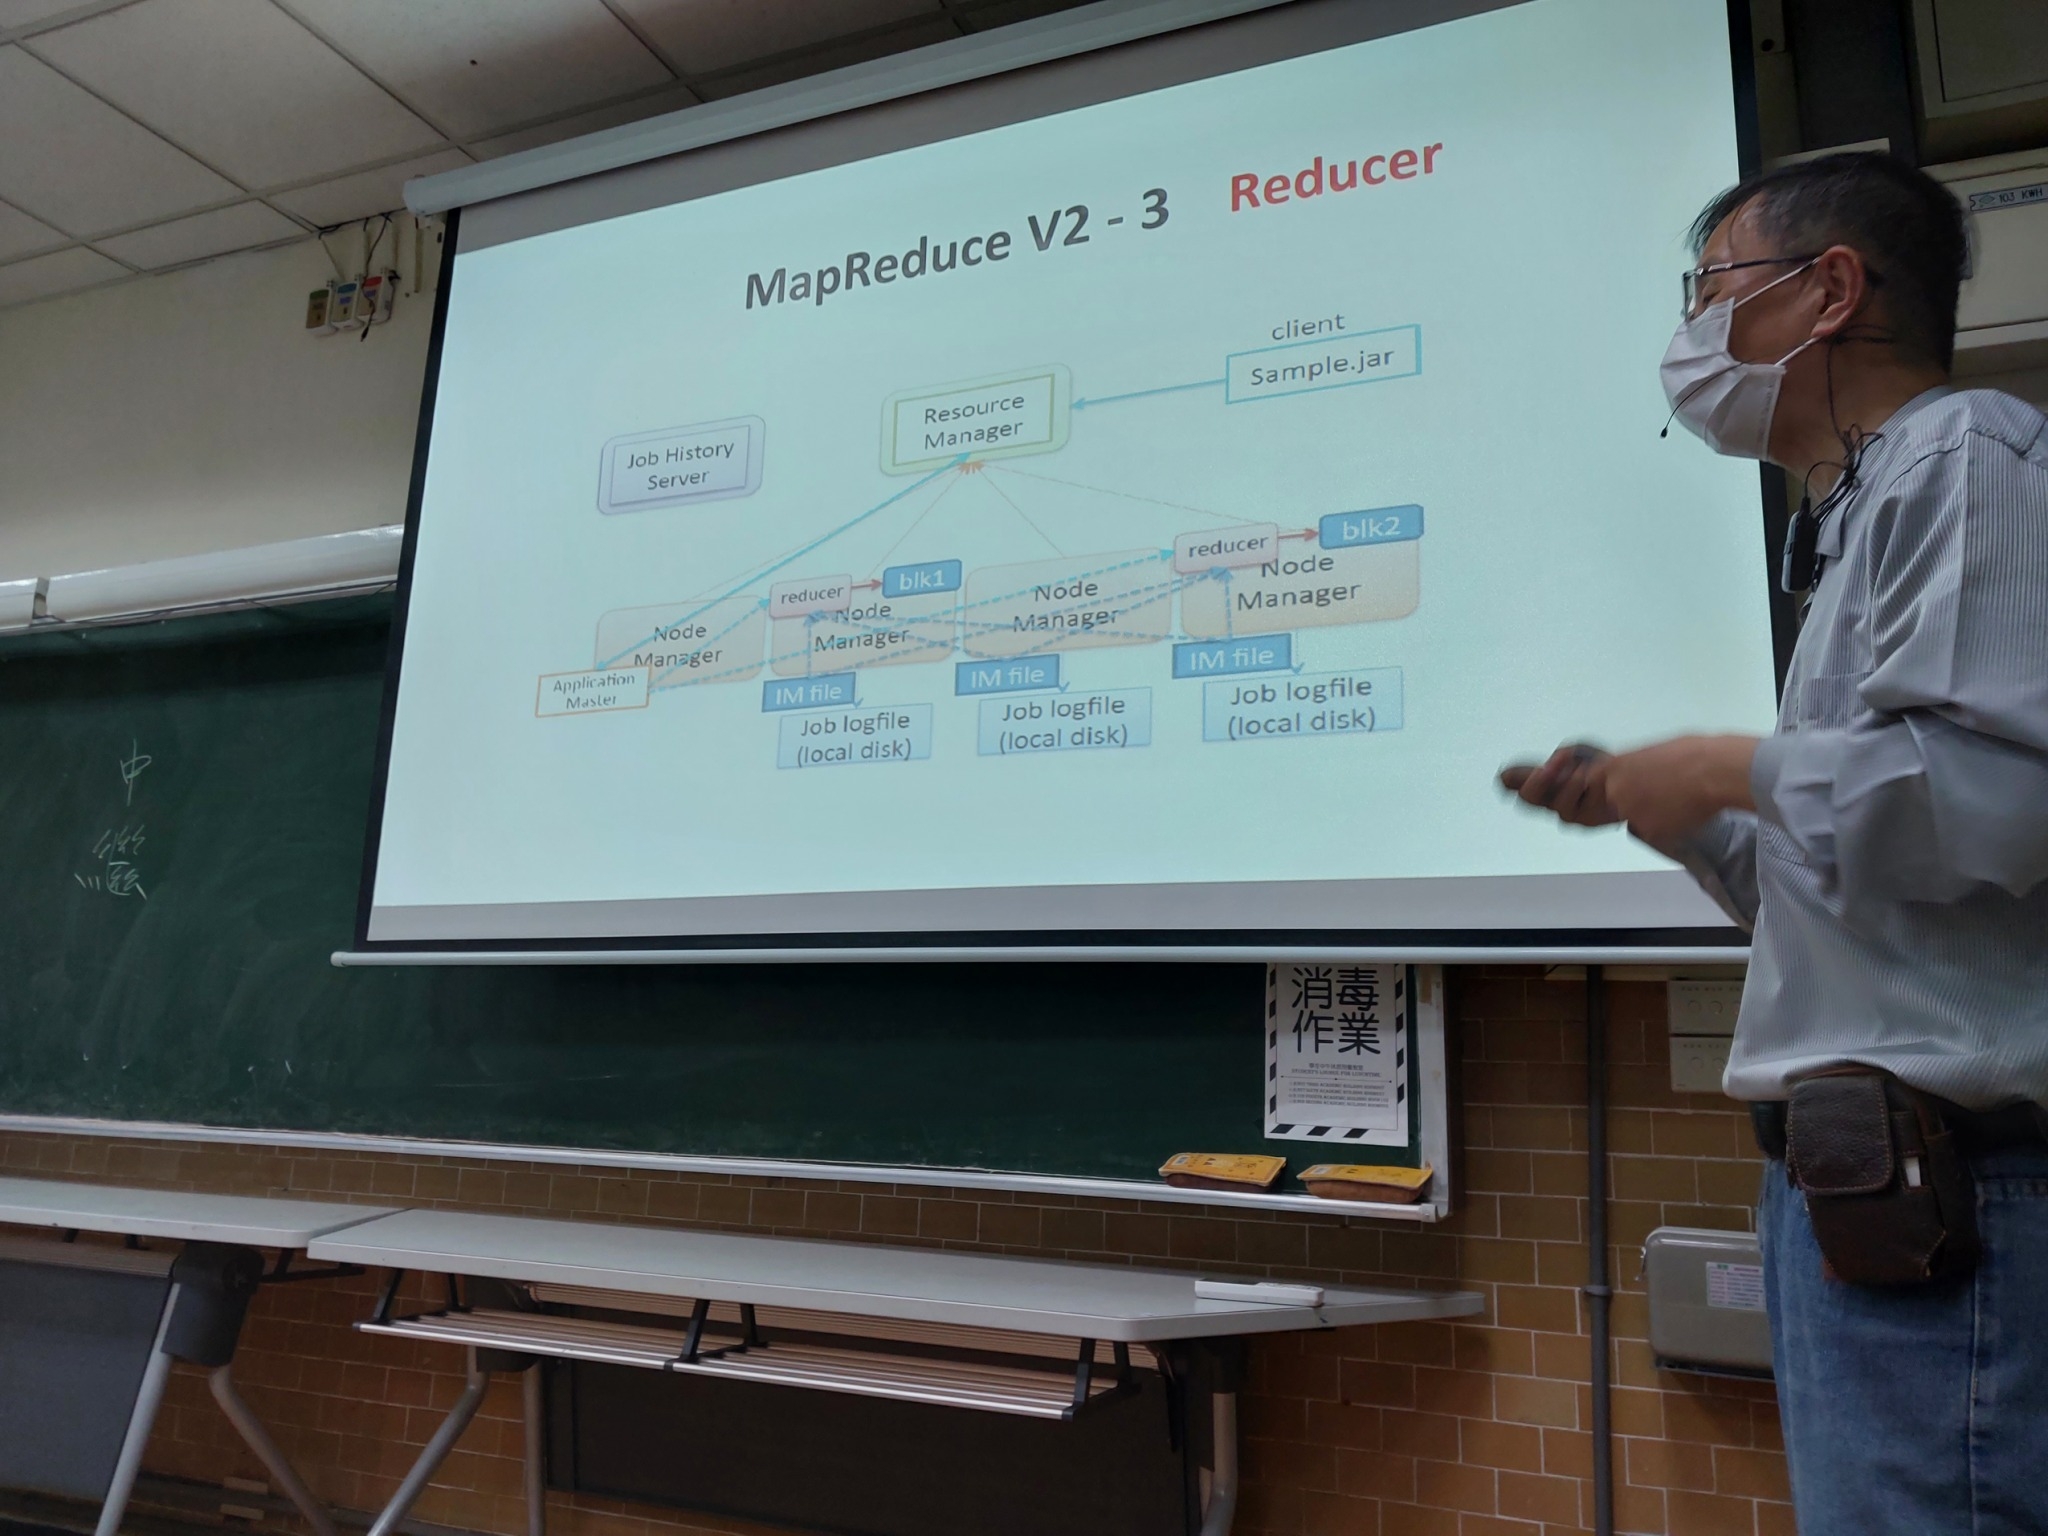 MapReduce V2 - 3 Reducer
client
Sample.jar
Resource
Manager
Job History
Server
reducer
blk2
Node
Manager
reducer
blk1
Node
Manager
Node
Manager
Node
Manager
Application
Master
IM file
IM file
IM file
Job logfile
(local disk)
Job logfile
(local disk)
Job logfile
(local disk)
申
消毒
作業
103 KWH